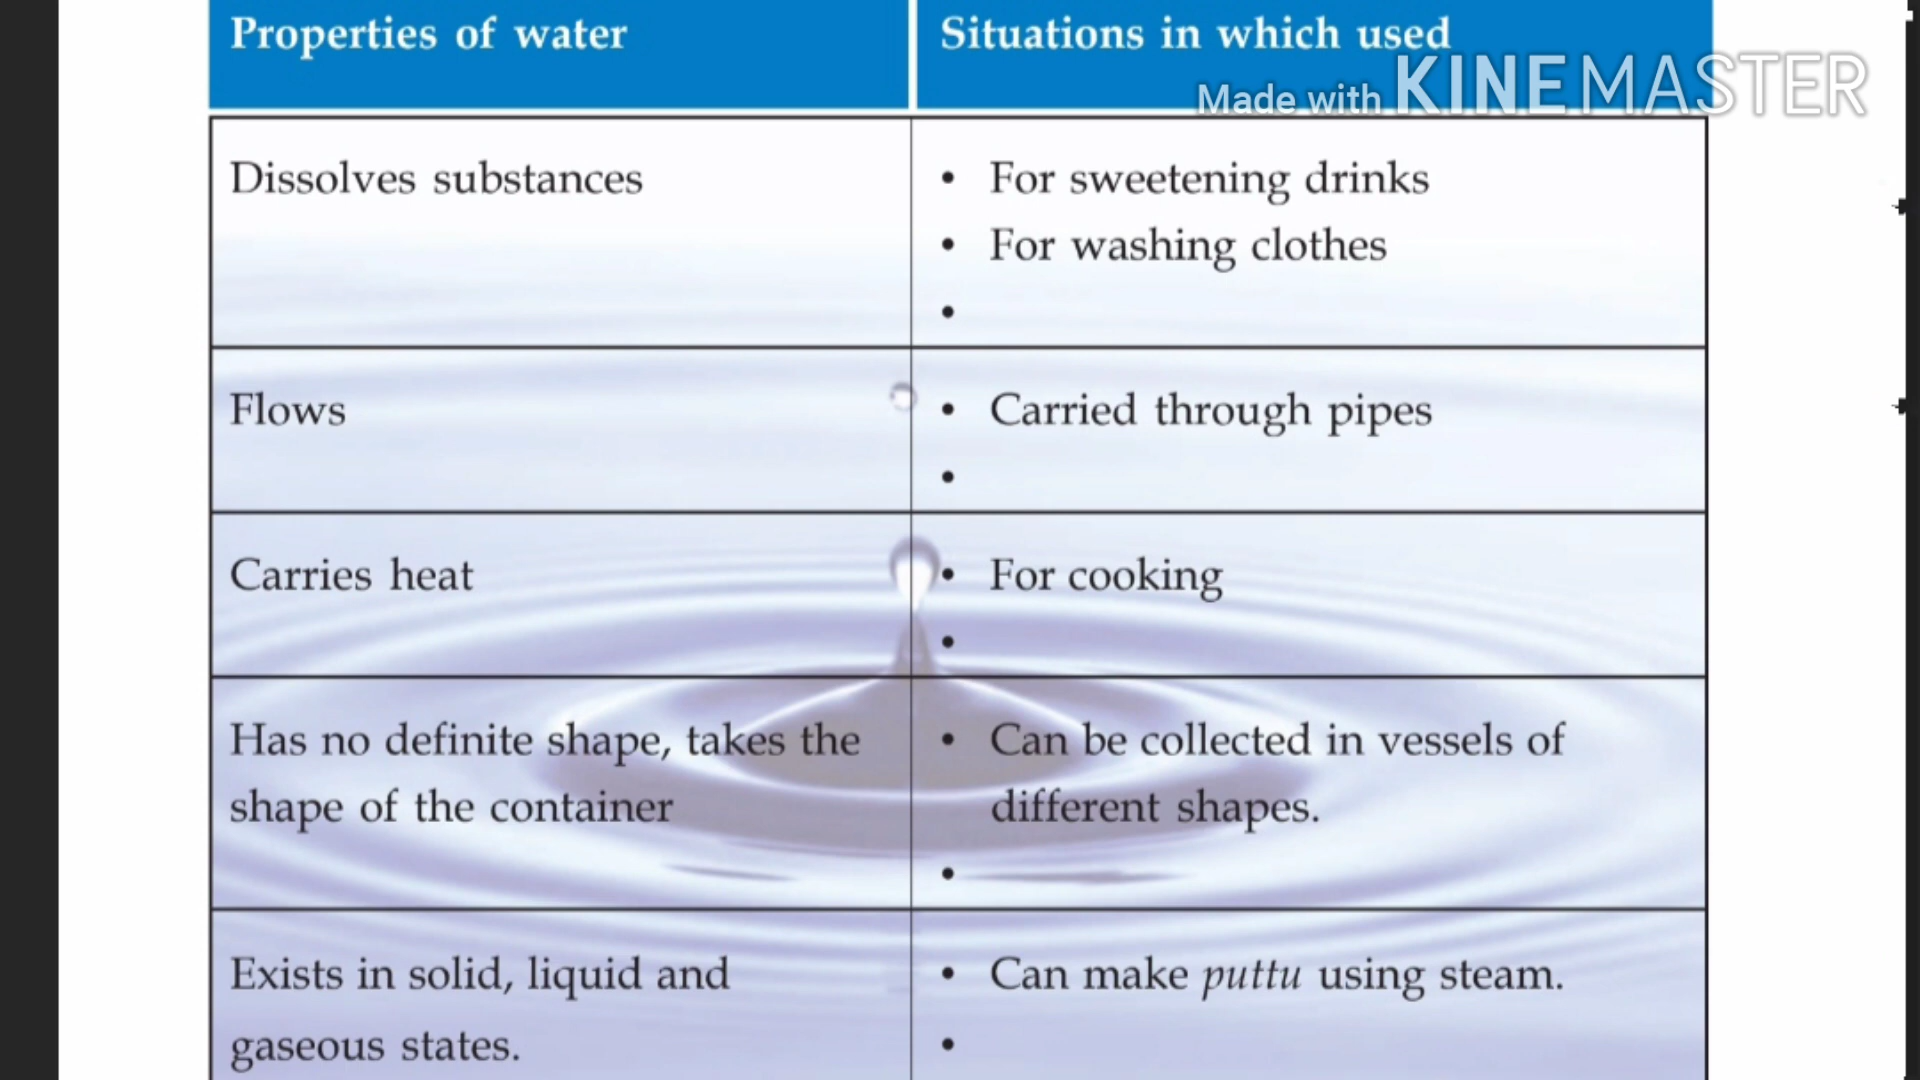 Properties of water
Situations in which used
Made with KINEMASTER
Dissolves substances
• For sweetening drinks
• For washing clothes
•
Flows
• Carried through pipes
•
Carries heat
• For cooking
•
Has no definite shape, takes the
shape of the container
• Can be collected in vessels of
different shapes.
•
Exists in solid, liquid and
gaseous states.
• Can make puttu using steam.
•